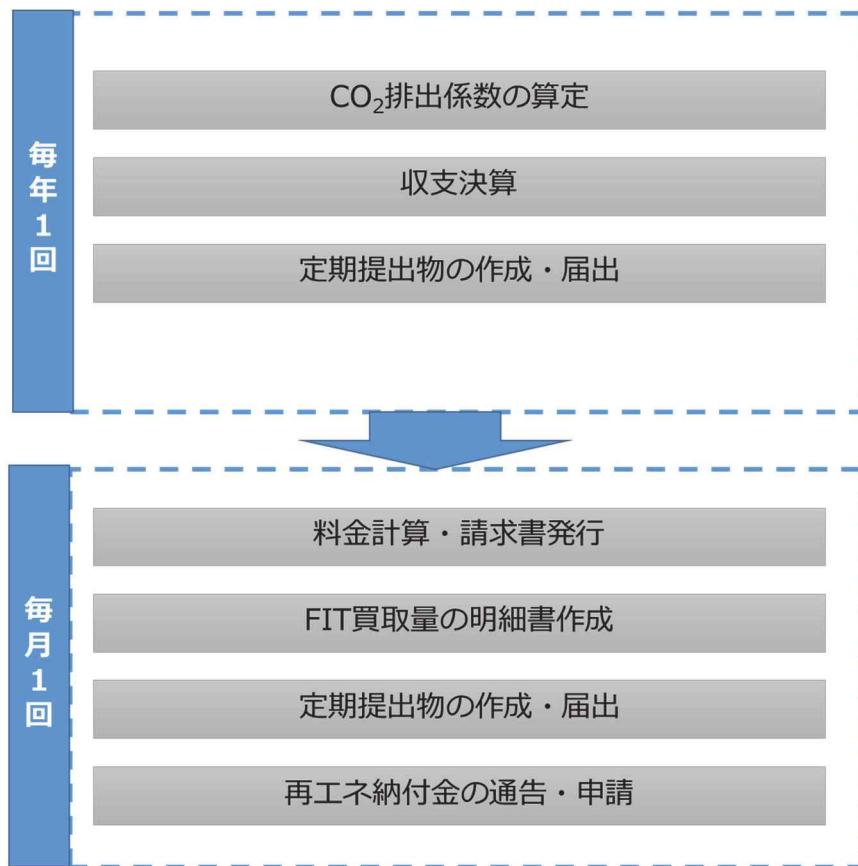 毎年1回
CO₂排出係数の算定
収支決算
定期提出物の作成・届出
毎月1回
料金計算・請求書発行
FIT買取量の明細書作成
定期提出物の作成・届出
再エネ納付金の通告・申請